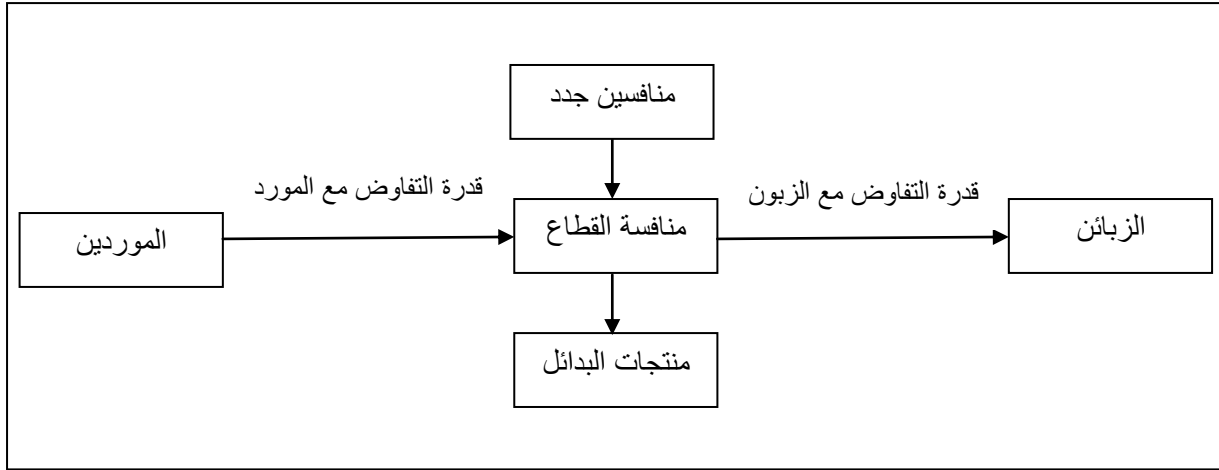 منافسين جدد
قدرة التفاوض مع المورد
قدرة التفاوض مع الزبون
الموردين
منافسة القطاع
الزبائن
منتجات البدائل